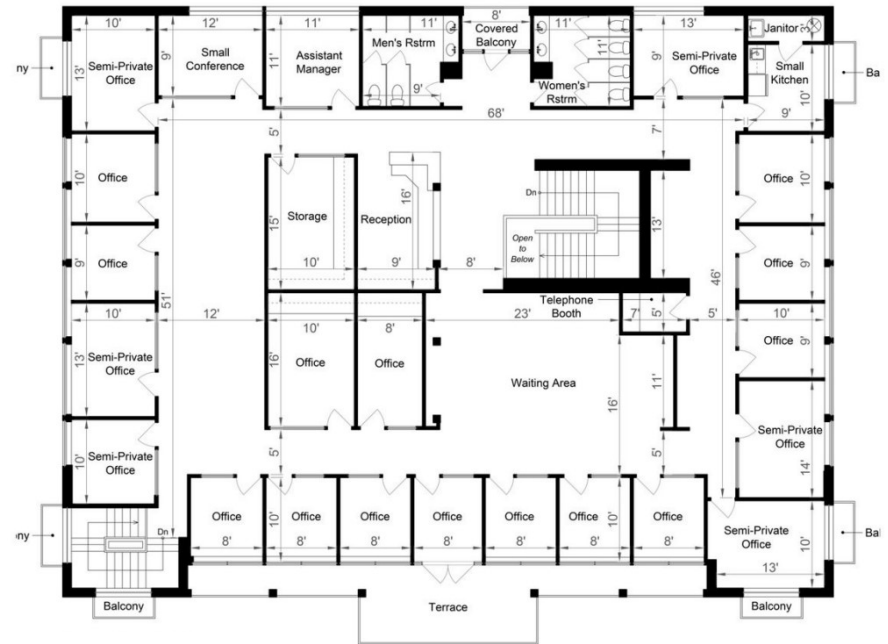 10'
12'
11'
11'
8'
11'
13'
Janitor
3'
ny
13'
Semi-Private
Office
9'
Small
Conference
11'
Assistant
Manager
Men's Rstrm
9'
Covered
Balcony
11'
Women's
Rstrm
9'
Semi-Private
Office
Small
Kitchen
10'
9'
Ba
68'
5'
7'
10'
Office
15'
Storage
10'
Reception
16'
9'
8'
Dn
Open
to
Below
13'
10'
Office
9'
Office
46'
Office
9'
51'
12'
Telephone
Booth
7'
5'
5'
10'
10'
13'
Semi-Private
Office
16'
10'
Office
8'
Office
23'
Waiting Area
16'
11'
Office
9'
10'
Semi-Private
Office
5'
5'
Semi-Private
Office
14'
ny
Dn
Balcony
Office
8'
10'
Office
8'
Office
8'
Office
8'
Office
8'
Office
8'
10'
Office
8'
Semi-Private
Office
10'
13'
Bal
Terrace
Balcony